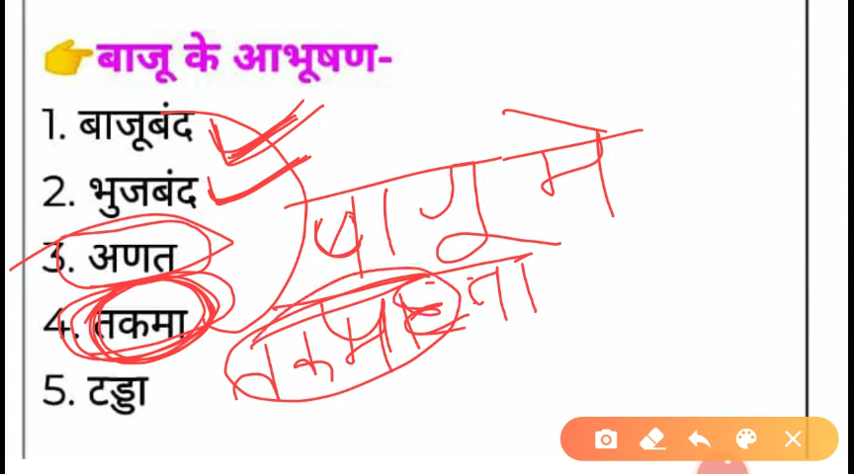 👉बाजू के आभूषण-
1. बाजूबंद
2. भुजबंद
3. अणत
4. तकमा
5. टड्डा
बाजू मे